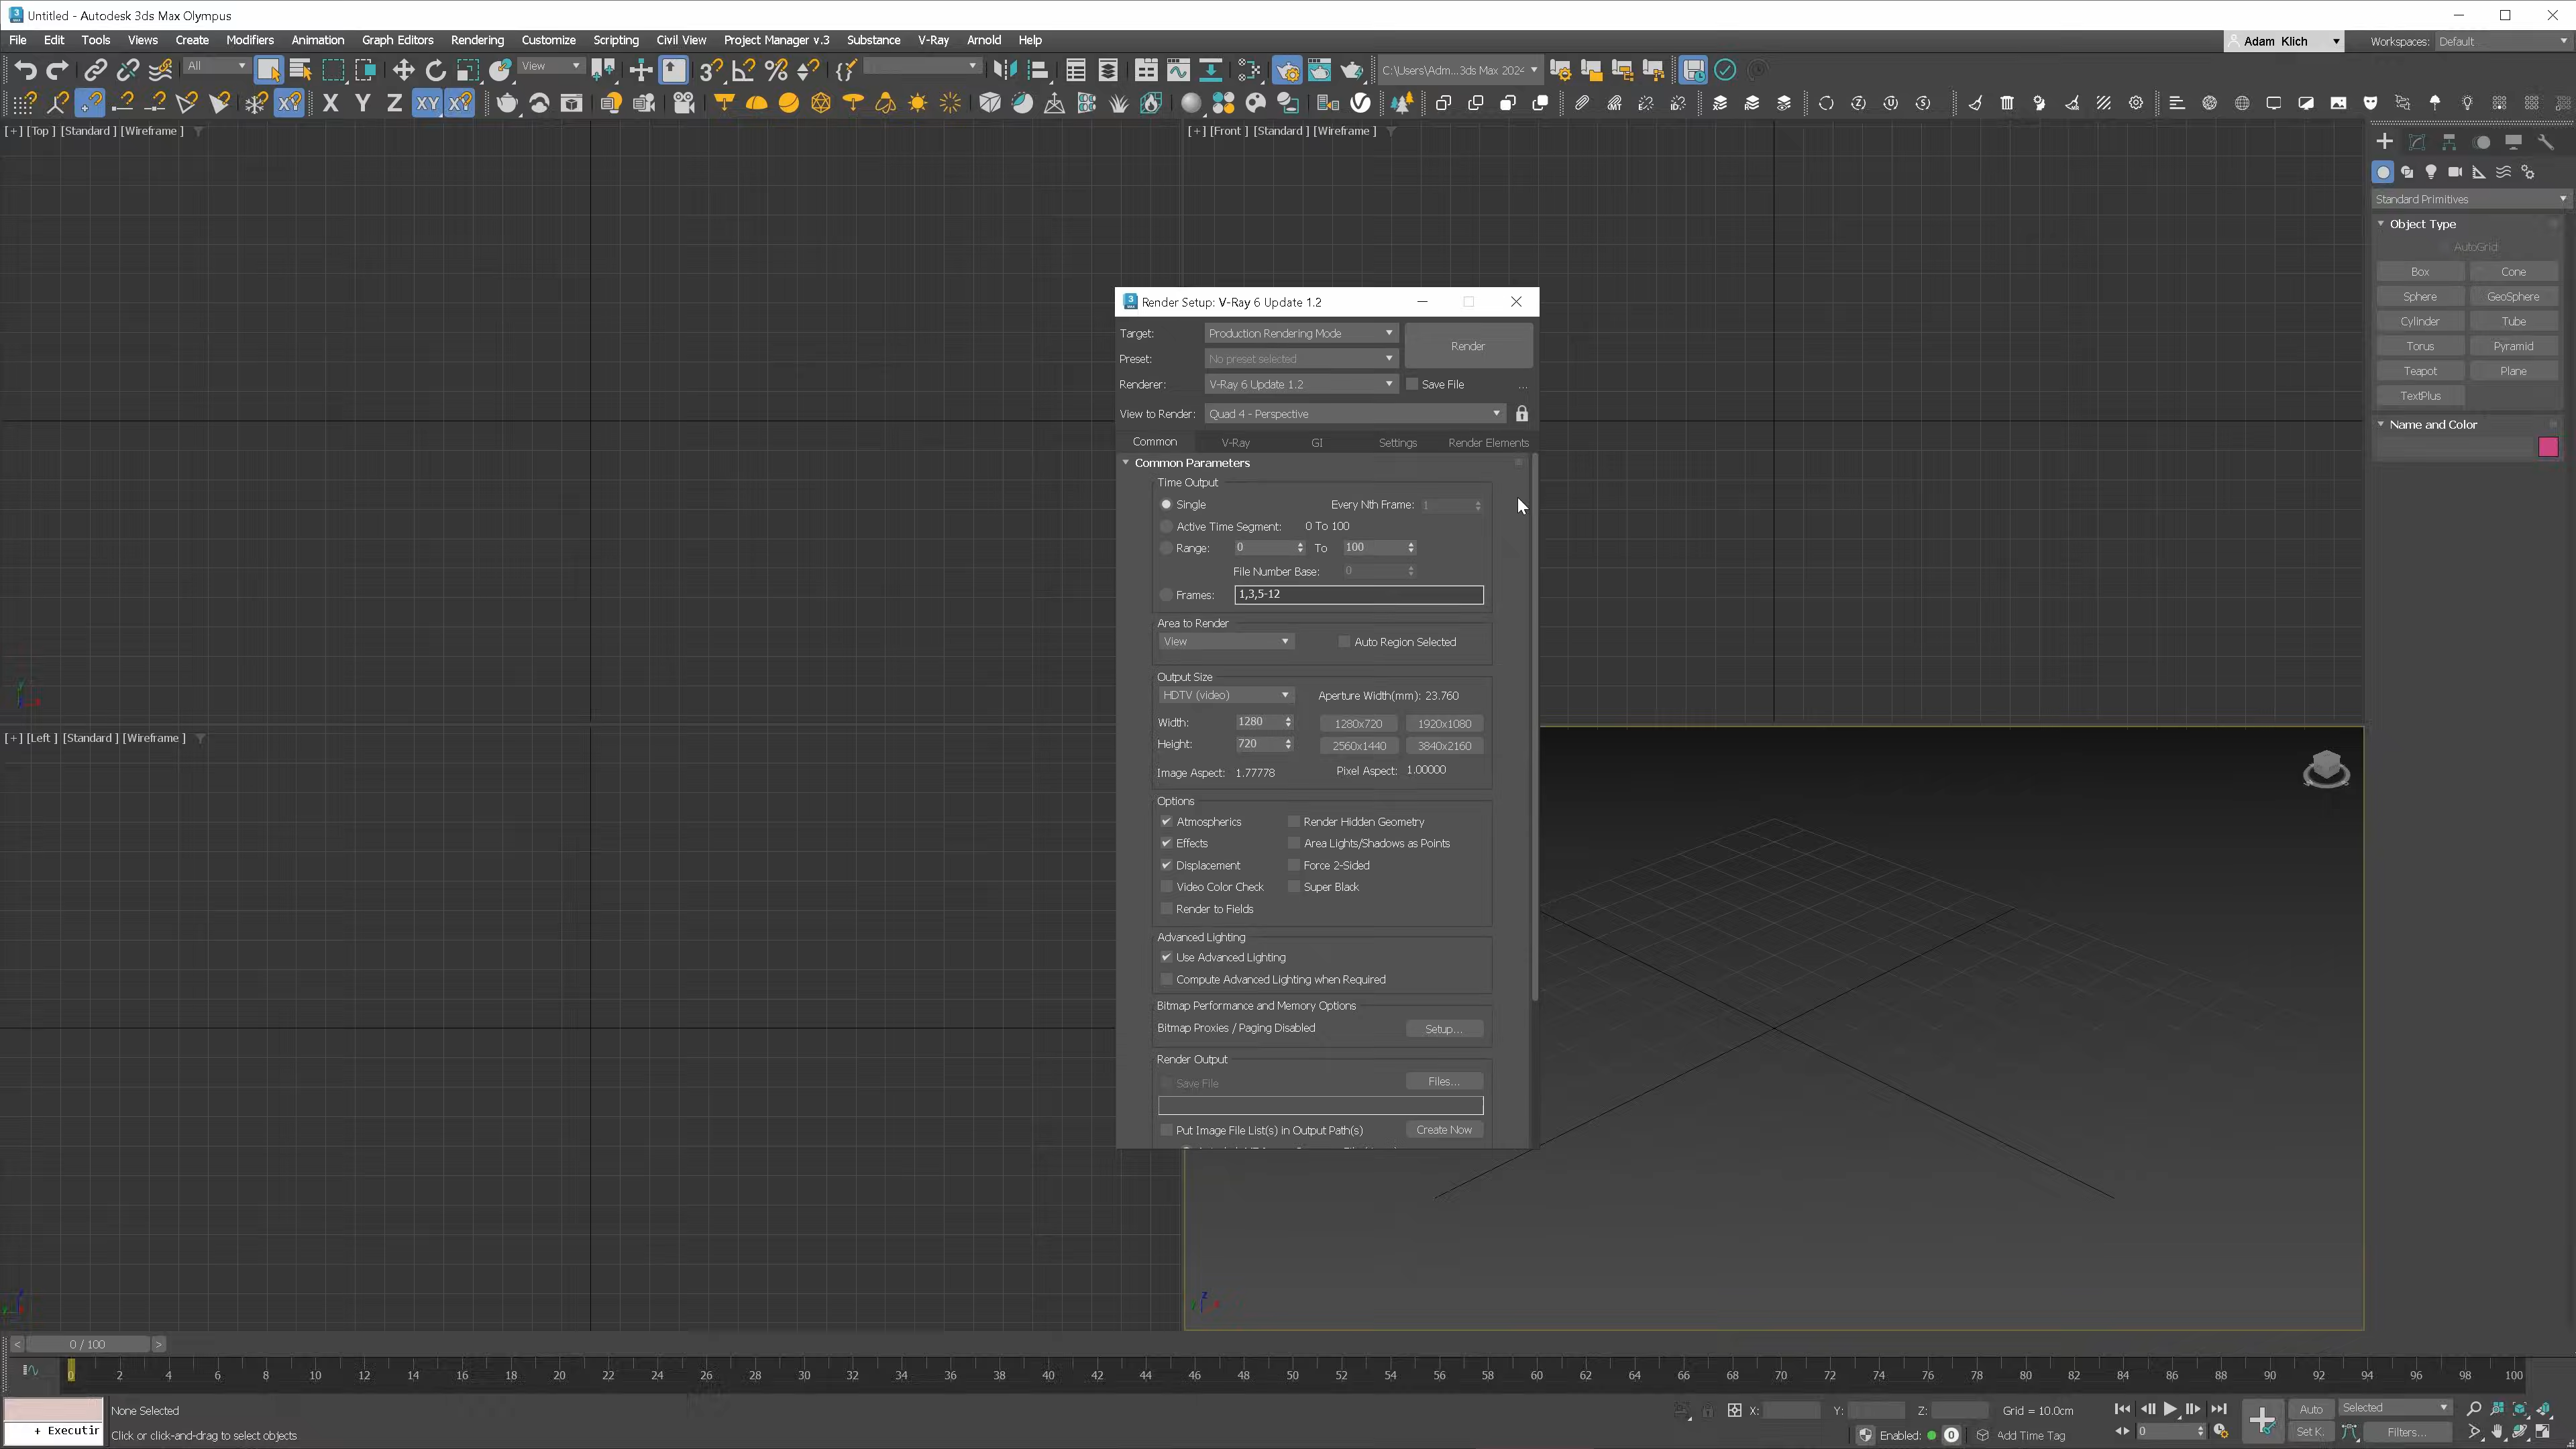 Untitled - Autodesk 3ds Max Olympus
File Edit Tools Views Create Modifiers Animation Graph Editors Rendering Customize Scripting Civil View Project Manager v.3 Substance V-Ray Arnold Help
Adam Klich
Workspaces: Default
All
View
C:\Users\Adm...3ds Max 2024
X Y Z XY
[+] [Top ] [Standard ] [Wireframe ]
[+] [Front ] [Standard ] [Wireframe ]
Standard Primitives
Object Type
AutoGrid
Box Cone
Sphere GeoSphere
Cylinder Tube
Torus Pyramid
Teapot Plane
TextPlus
Name and Color
Render Setup: V-Ray 6 Update 1.2
Target: Production Rendering Mode
Render
Preset: No preset selected
Renderer: V-Ray 6 Update 1.2
Save File ...
View to Render: Quad 4 - Perspective
Common V-Ray GI Settings Render Elements
Common Parameters
Time Output
Single Every Nth Frame: 1
Active Time Segment: 0 To 100
Range: 0 To 100
File Number Base: 0
Frames: 1,3,5-12
Area to Render
View Auto Region Selected
Output Size
HDTV (video) Aperture Width(mm): 23.760
Width: 1280 1280x720 1920x1080
Height: 720 2560x1440 3840x2160
Image Aspect: 1.77778 Pixel Aspect: 1.00000
Options
Atmospherics Render Hidden Geometry
Effects Area Lights/Shadows as Points
Displacement Force 2-Sided
Video Color Check Super Black
Render to Fields
Advanced Lighting
Use Advanced Lighting
Compute Advanced Lighting when Required
Bitmap Performance and Memory Options
Bitmap Proxies / Paging Disabled Setup...
Render Output
Save File Files...
Put Image File List(s) in Output Path(s) Create Now
[+] [Left ] [Standard ] [Wireframe ]
< 0 / 100 >
0 2 4 6 8 10 12 14 16 18 20 22 24 26 28 30 32 34 36 38 40 42 44 46 48 50 52 54 56 58 60 62 64 66 68 70 72 74 76 78 80 82 84 86 88 90 92 94 96 98 100
None Selected
X: Y: Z: Grid = 10.0cm
Auto Selected
+ Executir
Click or click-and-drag to select objects
Enabled: 0 Add Time Tag
0
Set K. Filters...